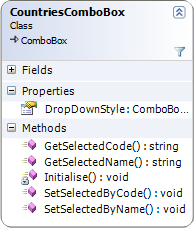 CountriesComboBox
Class
ComboBox
Fields
Properties
DropDownStyle : ComboBo...
Methods
GetSelectedCode() : string
GetSelectedName() : string
Initialise() : void
SetSelectedByCode() : void
SetSelectedByName() : void